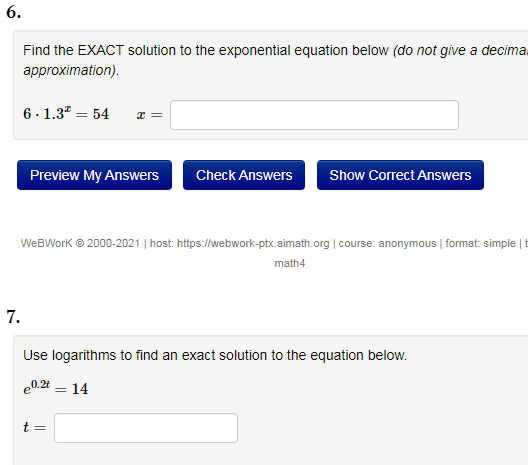 6.
Find the EXACT solution to the exponential equation below (do not give a decima
approximation).
6 · 1.3ˣ = 54 x =
Preview My Answers Check Answers Show Correct Answers
WeBWorK © 2000-2021 | host: https://webwork-ptx.aimath.org | course: anonymous | format: simple | t
math4
7.
Use logarithms to find an exact solution to the equation below.
e^0.2t = 14
t =